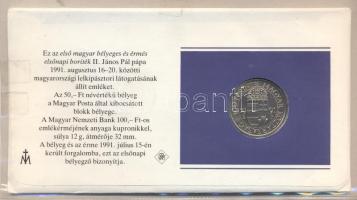 Ez az első magyar bélyeges és érmés
elsőnapi boríték II. János Pál pápa
1991. augusztus 16–20. közötti
magyarországi lelkipásztori látogatásának
állít emléket.
Az 50,– Ft névértékű bélyeg
a Magyar Posta által kibocsátott
blokk bélyege.
A Magyar Nemzeti Bank 100,– Ft-os
emlékérmének anyaga kupronikkel,
súlya 12 g, átmérője 32 mm.
A bélyeg és az érme 1991. július 15-én
került forgalomba, ezt az elsőnapi
bélyegző bizonyítja.
axioart.com